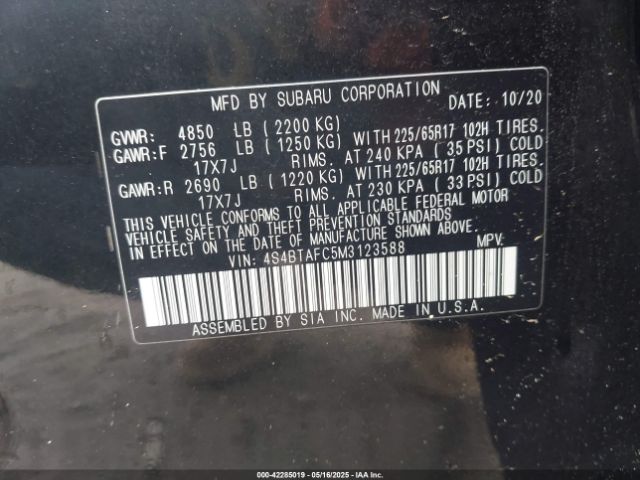 MFD BY SUBARU CORPORATION DATE: 10/20
GVWR: 4850 LB (2200 KG)
GAWR:F 2756 LB (1250 KG) WITH 225/65R17 102H TIRES.
17X7J RIMS. AT 240 KPA (35 PSI) COLD
GAWR:R 2690 LB (1220 KG) WITH 225/65R17 102H TIRES.
17X7J RIMS. AT 230 KPA (33 PSI) COLD
THIS VEHICLE CONFORMS TO ALL APPLICABLE FEDERAL MOTOR
VEHICLE SAFETY AND THEFT PREVENTION STANDARDS
IN EFFECT ON THE DATE OF MANUFACTURE SHOWN ABOVE.
VIN: 4S4BTAFC5M3123588 MPV
ASSEMBLED BY SIA INC. MADE IN U.S.A.
000-42285019 - 05/16/2025 - IAAI.COM